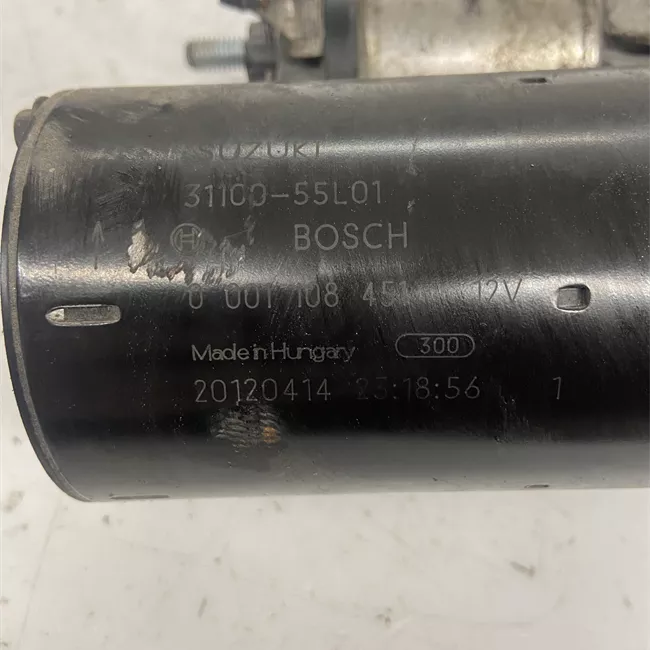 SUZUKI
31100-55L01
BOSCH
0 001 108 451 12V
Made in Hungary 300
20120414 23:18:56 1